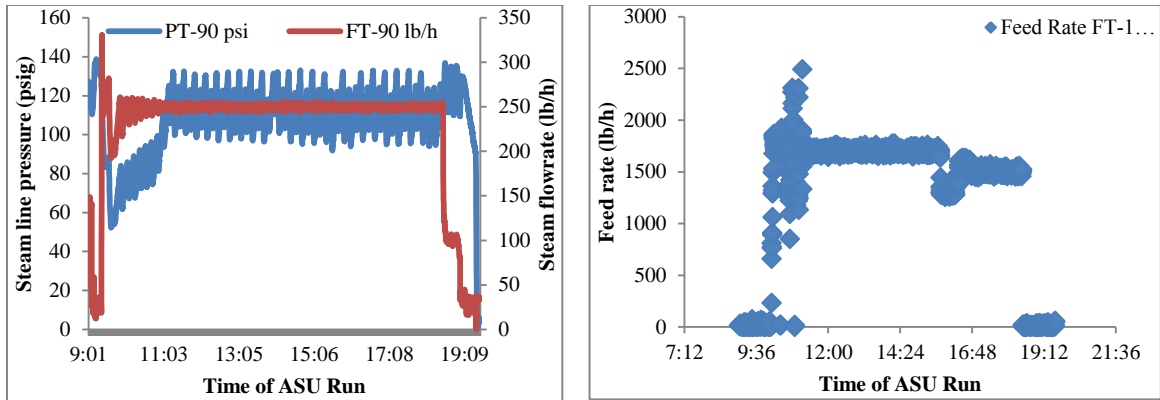 PT-90 psi
FT-90 lb/h
Steam line pressure (psig)
160
140
120
100
80
60
40
20
0
Steam flowrate (lb/h)
350
300
250
200
150
100
50
0
9:01 11:03 13:05 15:06 17:08 19:09
Time of ASU Run
Feed Rate FT-1…
Feed rate (lb/h)
3000
2500
2000
1500
1000
500
0
7:12 9:36 12:00 14:24 16:48 19:12 21:36
Time of ASU Run